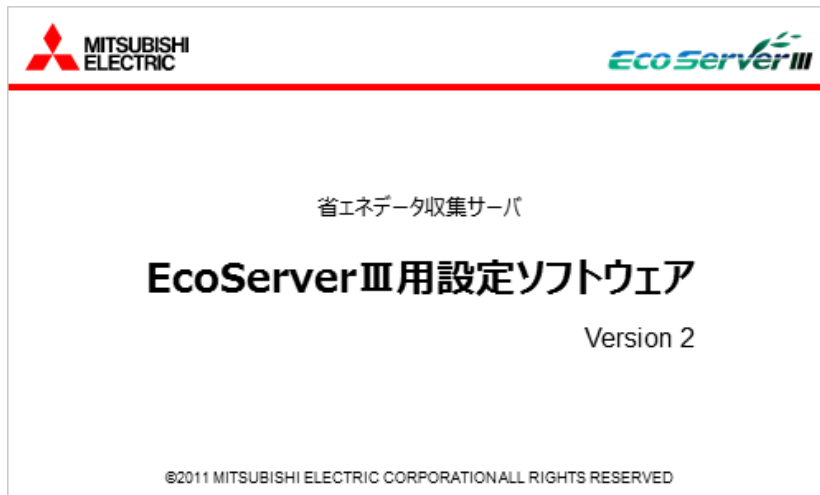 MITSUBISHI
ELECTRIC
EcoServerIII
省エネデータ収集サーバ
EcoServerⅢ用設定ソフトウェア
Version 2
©2011 MITSUBISHI ELECTRIC CORPORATIONALL RIGHTS RESERVED